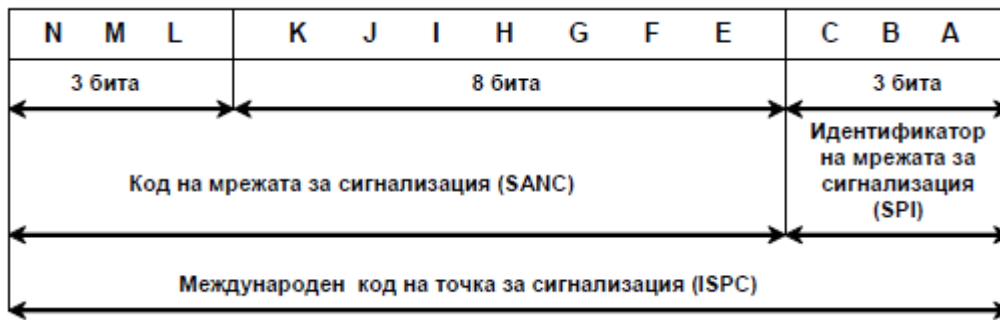 N M L K J I H G F E C B A
3 бита 8 бита 3 бита
Идентификатор
на мрежата за
сигнализация
(SPI)
Код на мрежата за сигнализация (SANC)
Международен код на точка за сигнализация (ISPC)